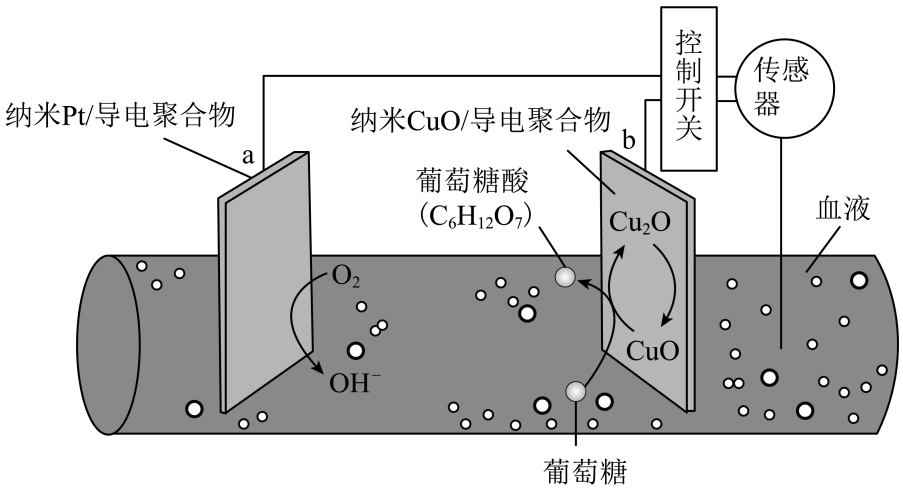 控制开关
传感器
纳米Pt/导电聚合物
纳米CuO/导电聚合物
a
b
葡萄糖酸
(C₆H₁₂O₇)
Cu₂O
血液
O₂
CuO
OH⁻
葡萄糖